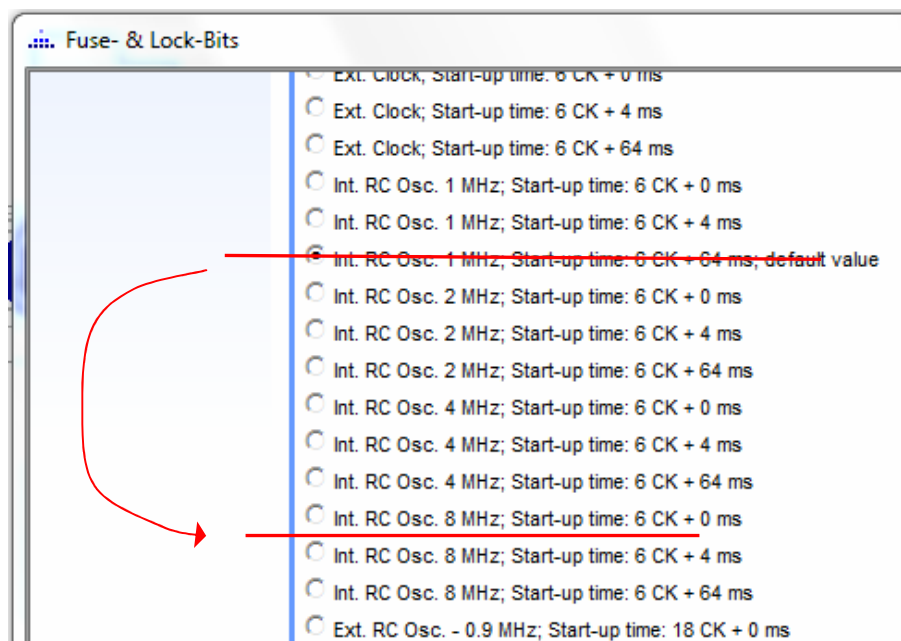 Fuse- & Lock-Bits
Ext. Clock; Start-up time: 6 CK + 0 ms
Ext. Clock; Start-up time: 6 CK + 4 ms
Ext. Clock; Start-up time: 6 CK + 64 ms
Int. RC Osc. 1 MHz; Start-up time: 6 CK + 0 ms
Int. RC Osc. 1 MHz; Start-up time: 6 CK + 4 ms
Int. RC Osc. 1 MHz; Start-up time: 6 CK + 64 ms; default value
Int. RC Osc. 2 MHz; Start-up time: 6 CK + 0 ms
Int. RC Osc. 2 MHz; Start-up time: 6 CK + 4 ms
Int. RC Osc. 2 MHz; Start-up time: 6 CK + 64 ms
Int. RC Osc. 4 MHz; Start-up time: 6 CK + 0 ms
Int. RC Osc. 4 MHz; Start-up time: 6 CK + 4 ms
Int. RC Osc. 4 MHz; Start-up time: 6 CK + 64 ms
Int. RC Osc. 8 MHz; Start-up time: 6 CK + 0 ms
Int. RC Osc. 8 MHz; Start-up time: 6 CK + 4 ms
Int. RC Osc. 8 MHz; Start-up time: 6 CK + 64 ms
Ext. RC Osc. - 0.9 MHz; Start-up time: 18 CK + 0 ms